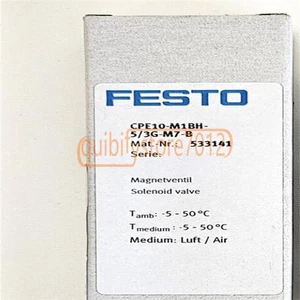 FESTO
CPE10-M1BH-
5/3G-M7-B
Mat.-Nr.: 533141
Serie:
Magnetventil
Solenoid valve
Tamb: -5 - 50 °C
Tmedium: -5 - 50 °C
Medium: Luft / Air